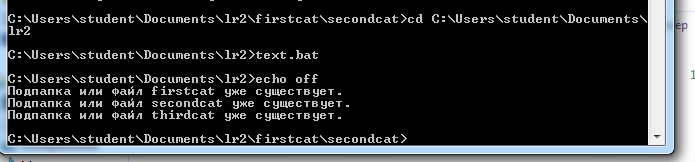 C:\Users\student\Documents\lr2\firstcat\secondcat>cd C:\Users\student\Documents\
lr2
C:\Users\student\Documents\lr2>text.bat
C:\Users\student\Documents\lr2>echo off
Подпапка или файл firstcat уже существует.
Подпапка или файл secondcat уже существует.
Подпапка или файл thirdcat уже существует.
C:\Users\student\Documents\lr2\firstcat\secondcat>
ер
1